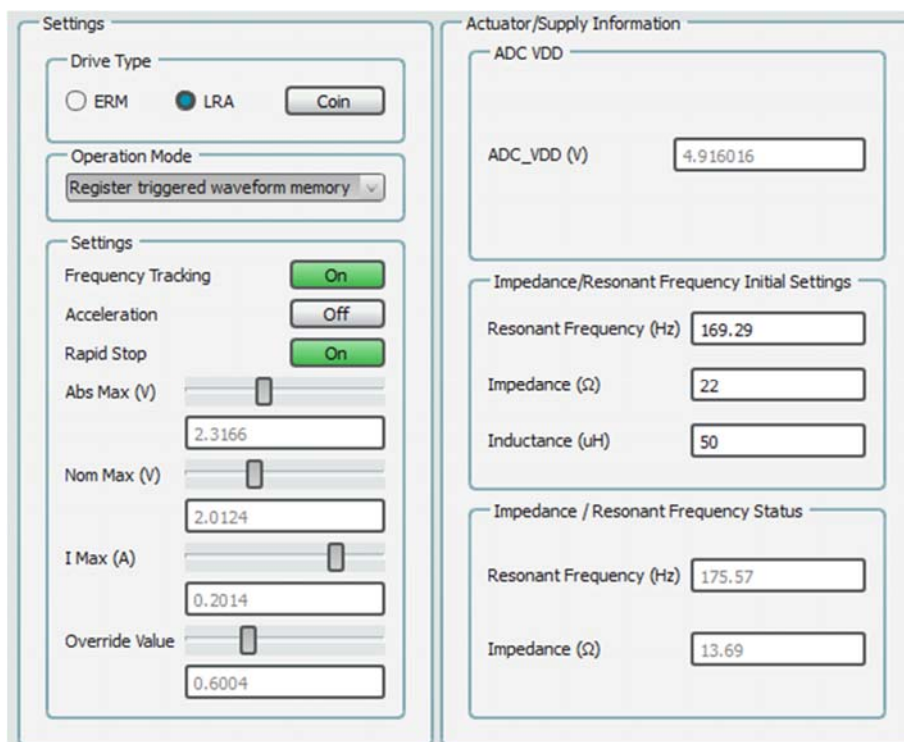 Settings
Drive Type
ERM
LRA
Coin
Operation Mode
Register triggered waveform memory
Settings
Frequency Tracking On
Acceleration Off
Rapid Stop On
Abs Max (V)
2.3166
Nom Max (V)
2.0124
I Max (A)
0.2014
Override Value
0.6004
Actuator/Supply Information
ADC VDD
ADC_VDD (V) 4.916016
Impedance/Resonant Frequency Initial Settings
Resonant Frequency (Hz) 169.29
Impedance (Ω) 22
Inductance (uH) 50
Impedance / Resonant Frequency Status
Resonant Frequency (Hz) 175.57
Impedance (Ω) 13.69